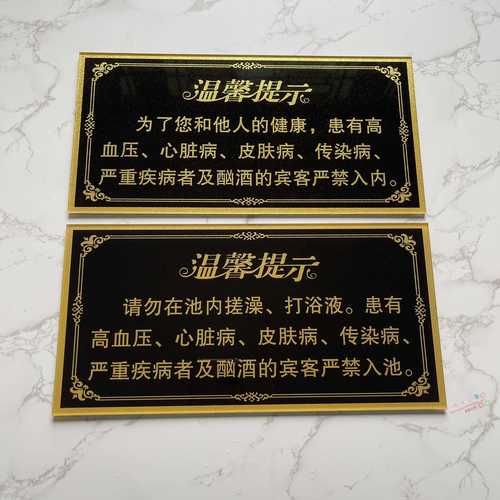 温馨提示
为了您和他人的健康，患有高
血压、心脏病、皮肤病、传染病、
严重疾病者及酗酒的宾客严禁入内。
温馨提示
请勿在池内搓澡、打浴液。患有
高血压、心脏病、皮肤病、传染病、
严重疾病者及酗酒的宾客严禁入池。